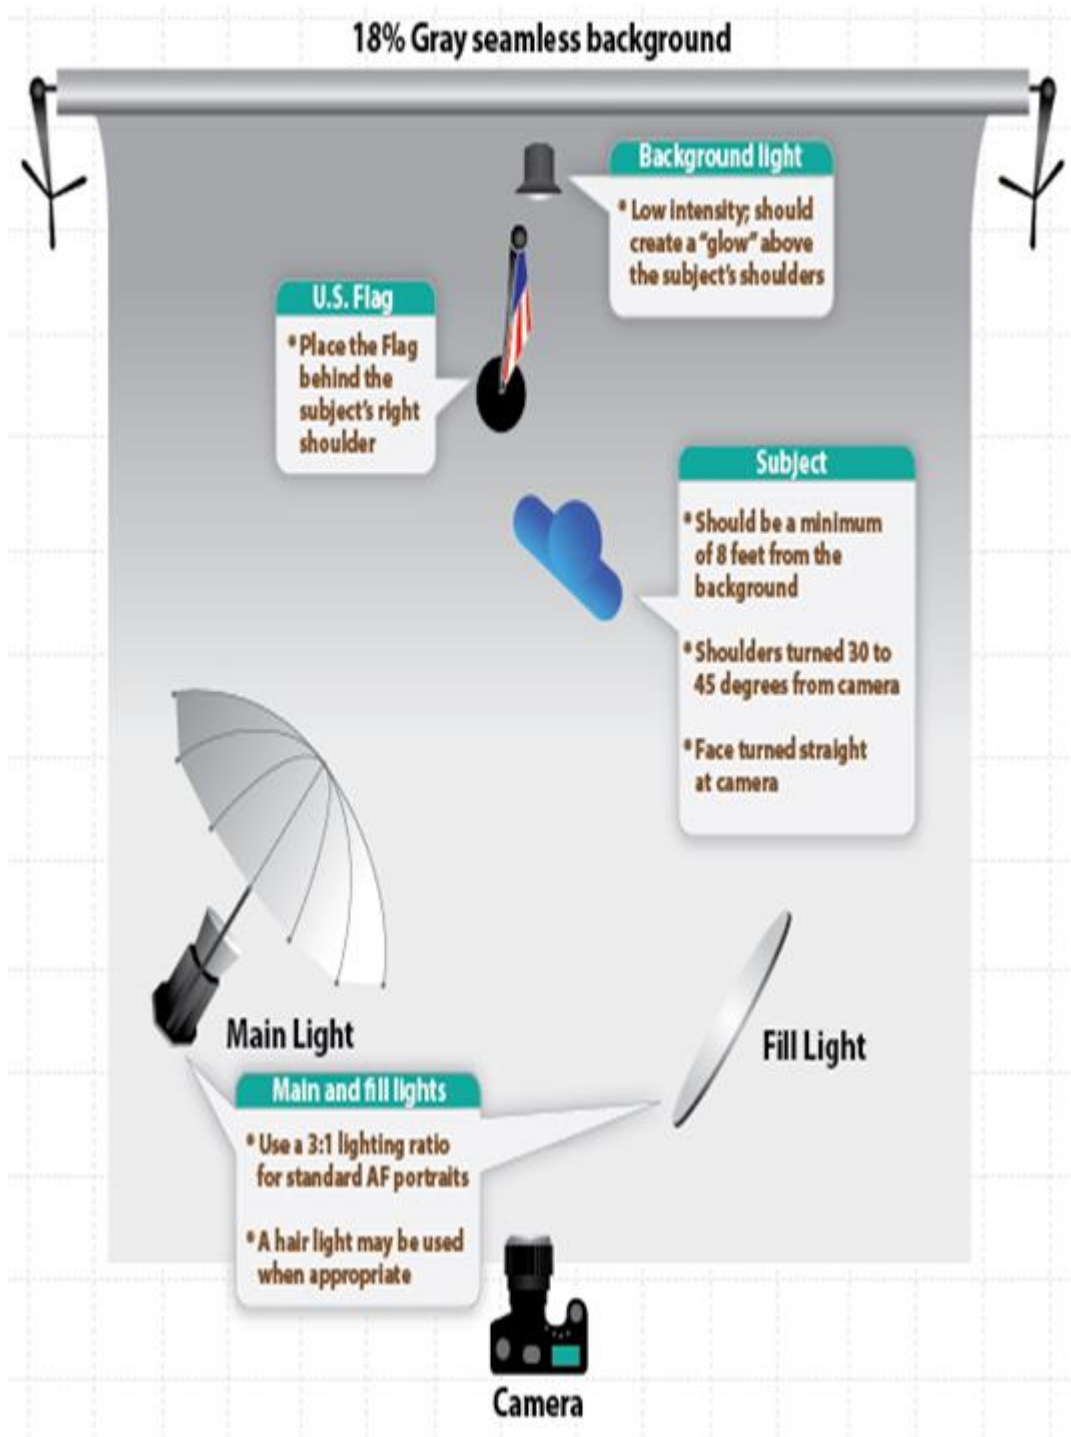 18% Gray seamless background
Background light
• Low intensity; should
create a “glow” above
the subject’s shoulders
U.S. Flag
• Place the Flag
behind the
subject’s right
shoulder
Subject
• Should be a minimum
of 8 feet from the
background
• Shoulders turned 30 to
45 degrees from camera
• Face turned straight
at camera
Main Light
Fill Light
Main and fill lights
• Use a 3:1 lighting ratio
for standard AF portraits
• A hair light may be used
when appropriate
Camera